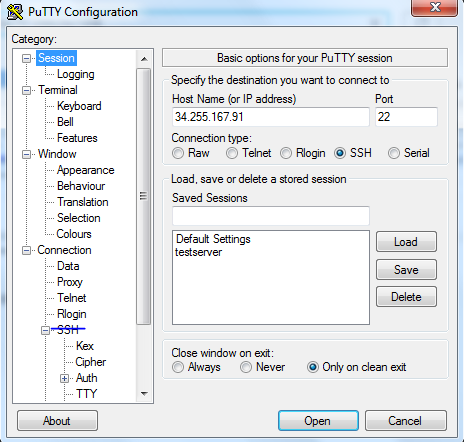 PuTTY Configuration
Category:
Session
Logging
Terminal
Keyboard
Bell
Features
Window
Appearance
Behaviour
Translation
Selection
Colours
Connection
Data
Proxy
Telnet
Rlogin
SSH
Kex
Cipher
Auth
TTY
Basic options for your PuTTY session
Specify the destination you want to connect to
Host Name (or IP address) Port
34.255.167.91 22
Connection type:
Raw Telnet Rlogin SSH Serial
Load, save or delete a stored session
Saved Sessions
Default Settings
testserver
Load
Save
Delete
Close window on exit:
Always Never Only on clean exit
About Open Cancel